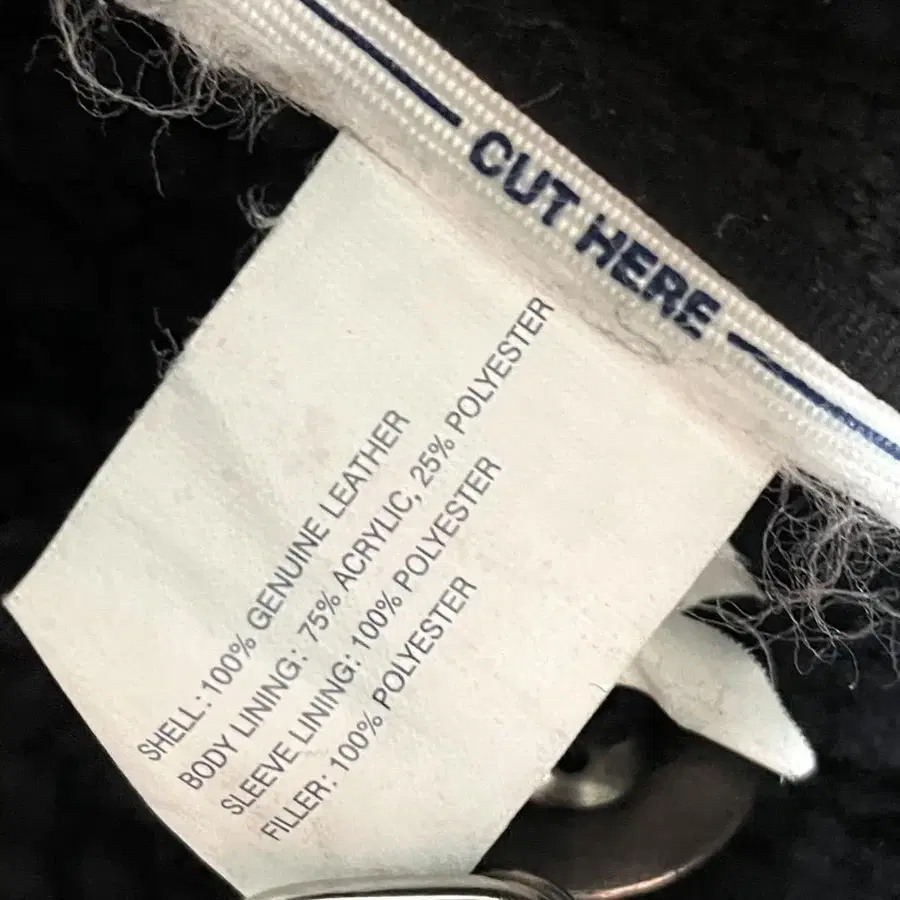 CUT HERE
SHELL: 100% GENUINE LEATHER
BODY LINING: 75% ACRYLIC, 25% POLYESTER
SLEEVE LINING: 100% POLYESTER
FILLER: 100% POLYESTER